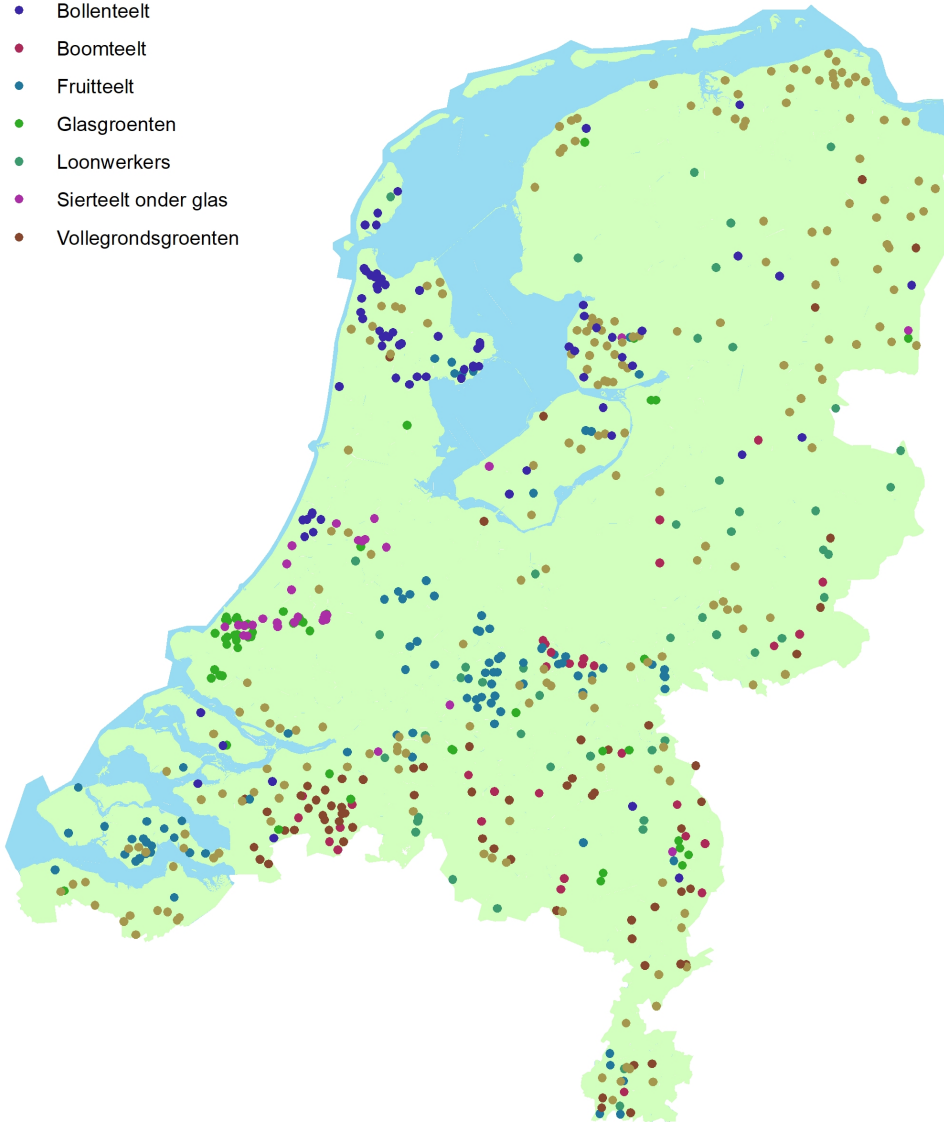 Bollenteelt
Boomteelt
Fruitteelt
Glasgroenten
Loonwerkers
Sierteelt onder glas
Vollegrondsgroenten